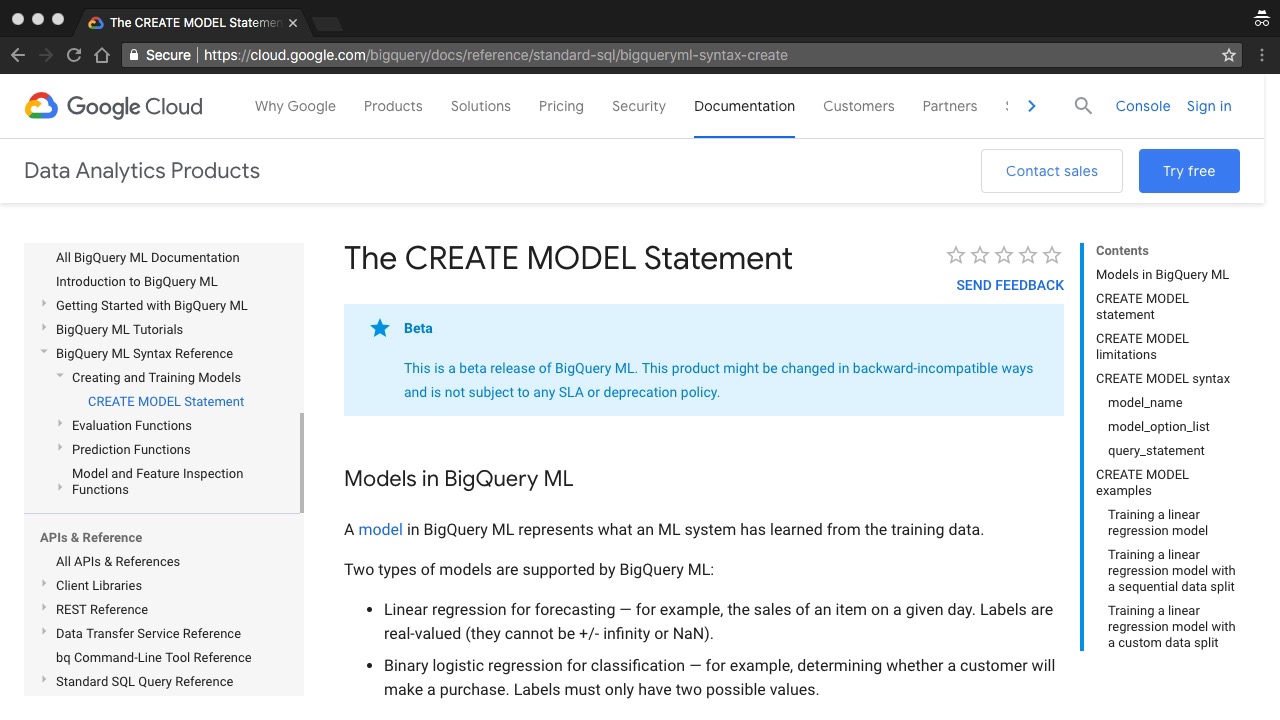 The CREATE MODEL Statemen
Secure
https://cloud.google.com/bigquery/docs/reference/standard-sql/bigqueryml-syntax-create
Google Cloud
Why Google
Products
Solutions
Pricing
Security
Documentation
Customers
Partners
Console
Sign in
Data Analytics Products
Contact sales
Try free
All BigQuery ML Documentation
Introduction to BigQuery ML
Getting Started with BigQuery ML
BigQuery ML Tutorials
BigQuery ML Syntax Reference
Creating and Training Models
CREATE MODEL Statement
Evaluation Functions
Prediction Functions
Model and Feature Inspection
Functions
APIs & Reference
All APIs & References
Client Libraries
REST Reference
Data Transfer Service Reference
bq Command-Line Tool Reference
Standard SQL Query Reference
The CREATE MODEL Statement
SEND FEEDBACK
Beta
This is a beta release of BigQuery ML. This product might be changed in backward-incompatible ways
and is not subject to any SLA or deprecation policy.
Models in BigQuery ML
A model in BigQuery ML represents what an ML system has learned from the training data.
Two types of models are supported by BigQuery ML:
• Linear regression for forecasting — for example, the sales of an item on a given day. Labels are
real-valued (they cannot be +/- infinity or NaN).
• Binary logistic regression for classification — for example, determining whether a customer will
make a purchase. Labels must only have two possible values.
Contents
Models in BigQuery ML
CREATE MODEL
statement
CREATE MODEL
limitations
CREATE MODEL syntax
model_name
model_option_list
query_statement
CREATE MODEL
examples
Training a linear
regression model
Training a linear
regression model with
a sequential data split
Training a linear
regression model with
a custom data split